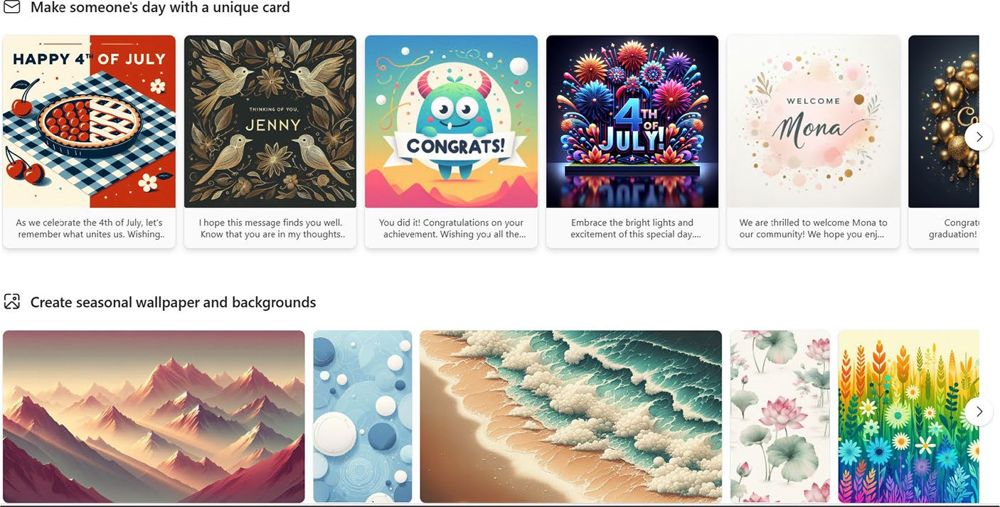 Make someone's day with a unique card
HAPPY 4TH OF JULY
THINKING OF YOU,
JENNY
CONGRATS!
4TH
OF
JULY!
WELCOME
Mona
As we celebrate the 4th of July, let's
remember what unites us. Wishing..
I hope this message finds you well.
Know that you are in my thoughts..
You did it! Congratulations on your
achievement. Wishing you all the...
Embrace the bright lights and
excitement of this special day....
We are thrilled to welcome Mona to
our community! We hope you enj...
graduation!
Create seasonal wallpaper and backgrounds